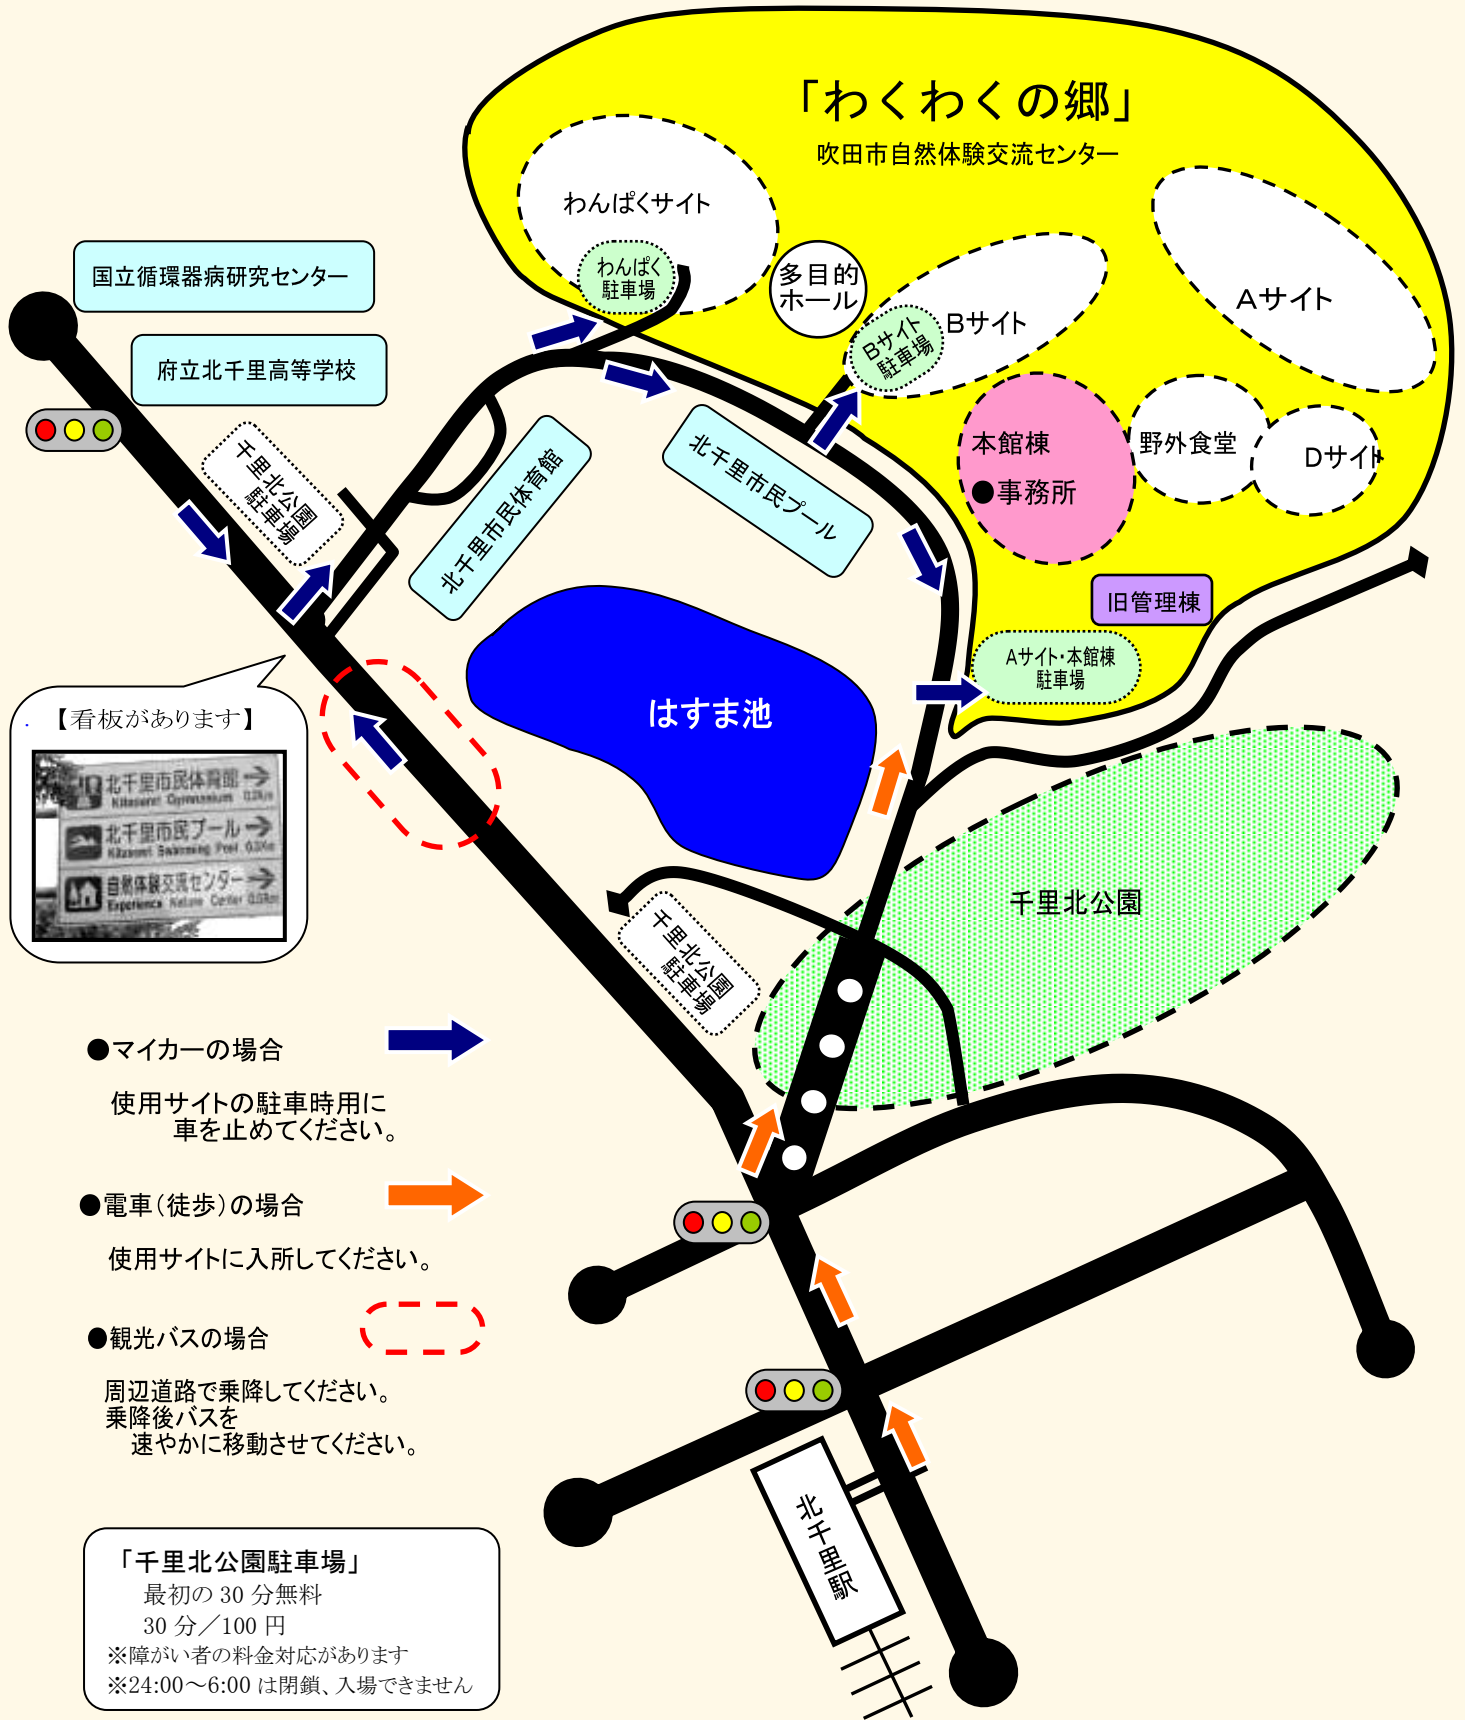 「わくわくの郷」
吹田市自然体験交流センター
わんぱくサイト
わんぱく
駐車場
多目的
ホール
Bサイト
駐車場
Bサイト
Aサイト
国立循環器病研究センター
府立北千里高等学校
千里北公園
駐車場
北千里市民体育館
北千里市民プール
本館棟
●事務所
野外食堂
Dサイト
旧管理棟
Aサイト・本館棟
駐車場
はすま池
【看板があります】
北千里市民体育館
Kitasenri Gymnasium 0.2Km
北千里市民プール
Kitasenri Swimming Pool 0.3Km
自然体験交流センター
Experience Nature Center 0.5Km
千里北公園
千里北公園
駐車場
●マイカーの場合
使用サイトの駐車時用に
車を止めてください。
●電車(徒歩)の場合
使用サイトに入所してください。
●観光バスの場合
周辺道路で乗降してください。
乗降後バスを
速やかに移動させてください。
北千里駅
「千里北公園駐車場」
最初の 30 分無料
30 分/100 円
※障がい者の料金対応があります
※24:00~6:00 は閉鎖、入場できません